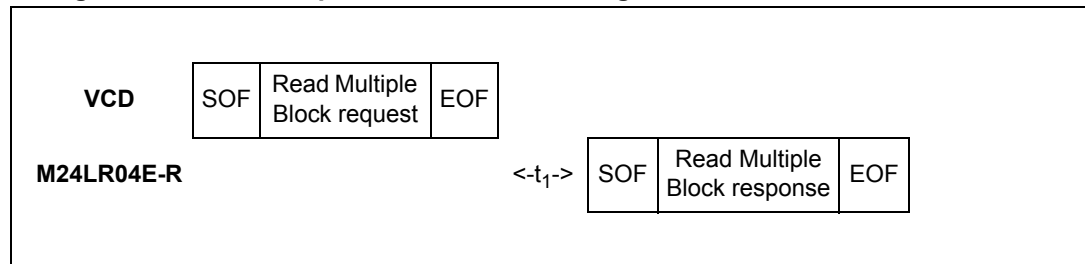 VCD SOF Read Multiple Block request EOF
M24LR04E-R <-t1-> SOF Read Multiple Block response EOF